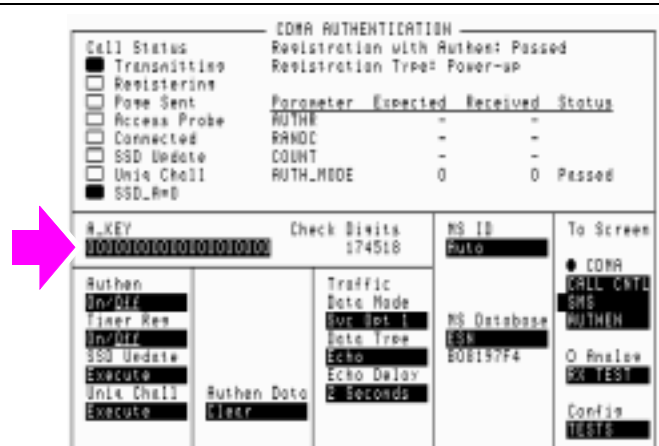 CDMA AUTHENTICATION
Call Status
Transmitting
Registering
Page Sent
Access Probe
Connected
SSD Update
Uniq Chall
SSD_A=0
Registration with Authen: Passed
Registration Type: Power-up
Parameter Expected Received Status
AUTHR - -
RANDC - -
COUNT - -
AUTH_MODE 0 0 Passed
A_KEY
Check Digits
174518
MS ID
Auto
MS Database
ESN
B08197F4
To Screen
CDMA
CALL CNTL
SMS
AUTHEN
Analog
RX TEST
Config
TESTS
Authen
On/Off
Timer Reg
On/Off
SSD Update
Execute
Uniq Chall
Execute
Authen Data
Clear
Traffic
Data Mode
Svc Opt 1
Data Type
Echo
Echo Delay
2 Seconds